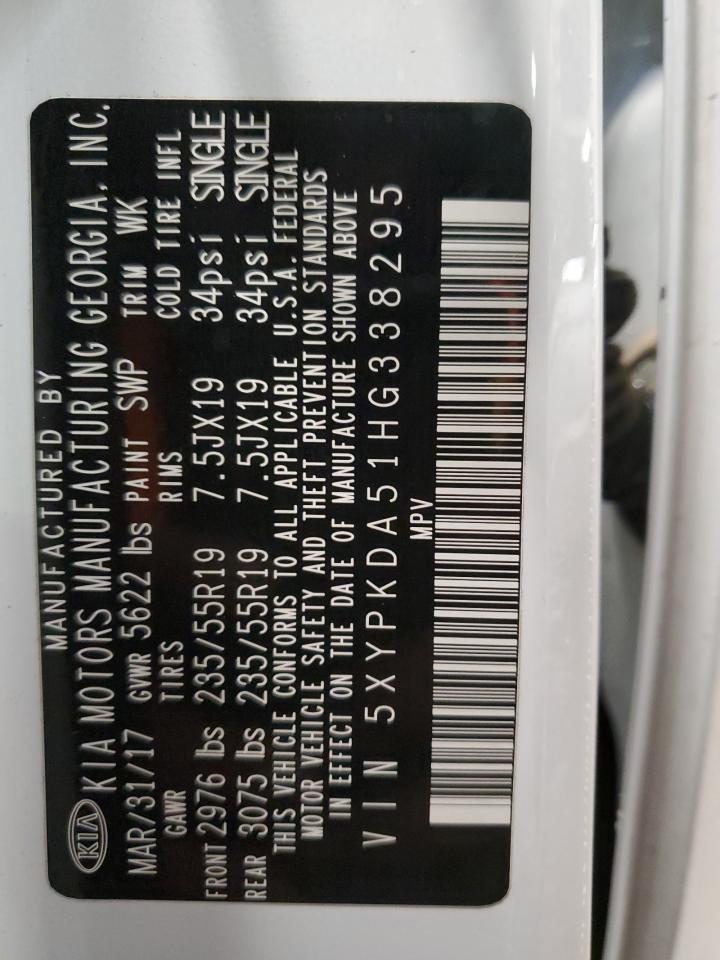 MANUFACTURED BY
KIA KIA MOTORS MANUFACTURING GEORGIA, INC.
MAR/31/17 GVWR 5622 lbs PAINT SWP TRIM WK
GAWR TIRES RIMS COLD TIRE INFL
FRONT 2976 lbs 235/55R19 7.5JX19 34psi SINGLE
REAR 3075 lbs 235/55R19 7.5JX19 34psi SINGLE
THIS VEHICLE CONFORMS TO ALL APPLICABLE U.S.A. FEDERAL
MOTOR VEHICLE SAFETY AND THEFT PREVENTION STANDARDS
IN EFFECT ON THE DATE OF MANUFACTURE SHOWN ABOVE
VIN 5XYPKDA51HG338295
MPV